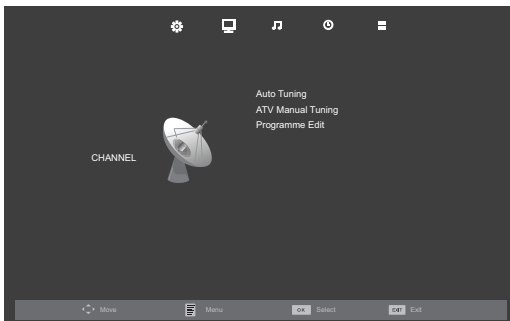 Auto Tuning
ATV Manual Tuning
Programme Edit
CHANNEL
Move Menu OK Select EXIT Exit